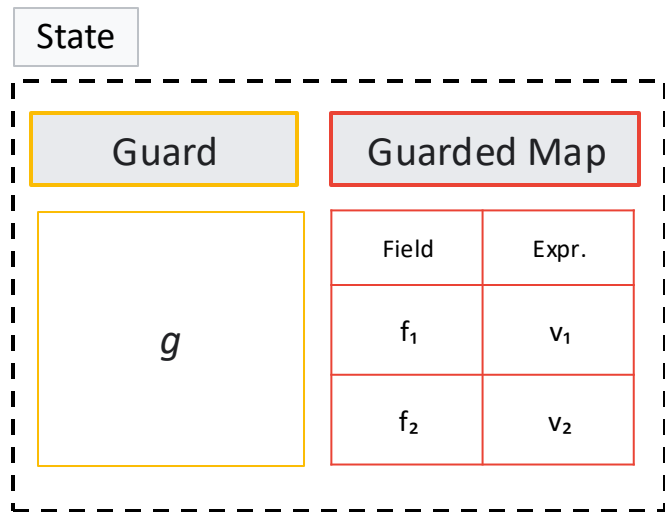 State
Guard Guarded Map
Field Expr.
g f₁ v₁
f₂ v₂